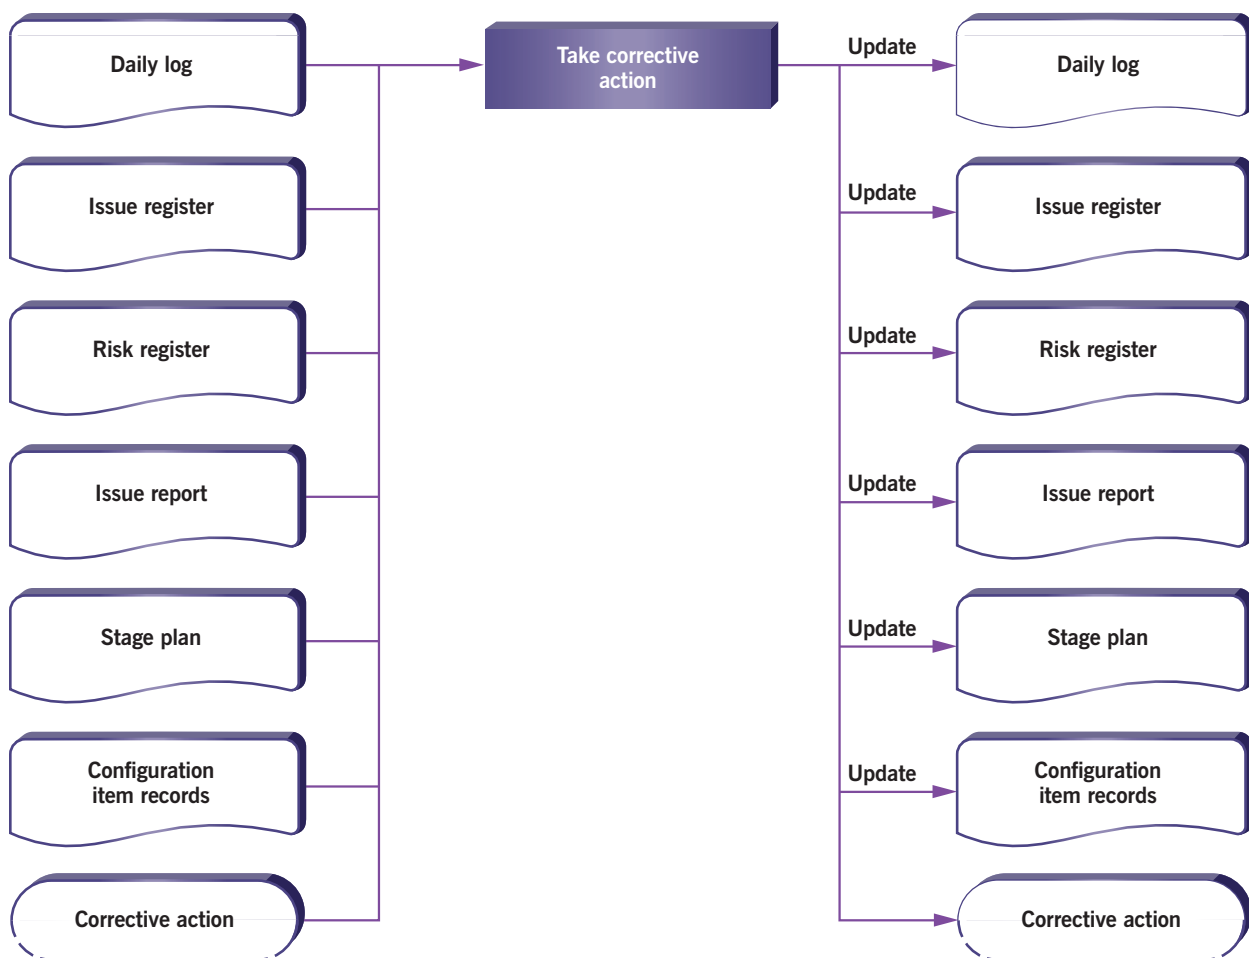 Daily log
Take corrective
action
Update
Daily log
Issue register
Update
Issue register
Risk register
Update
Risk register
Issue report
Update
Issue report
Stage plan
Update
Stage plan
Configuration
item records
Update
Configuration
item records
Corrective action
Corrective action